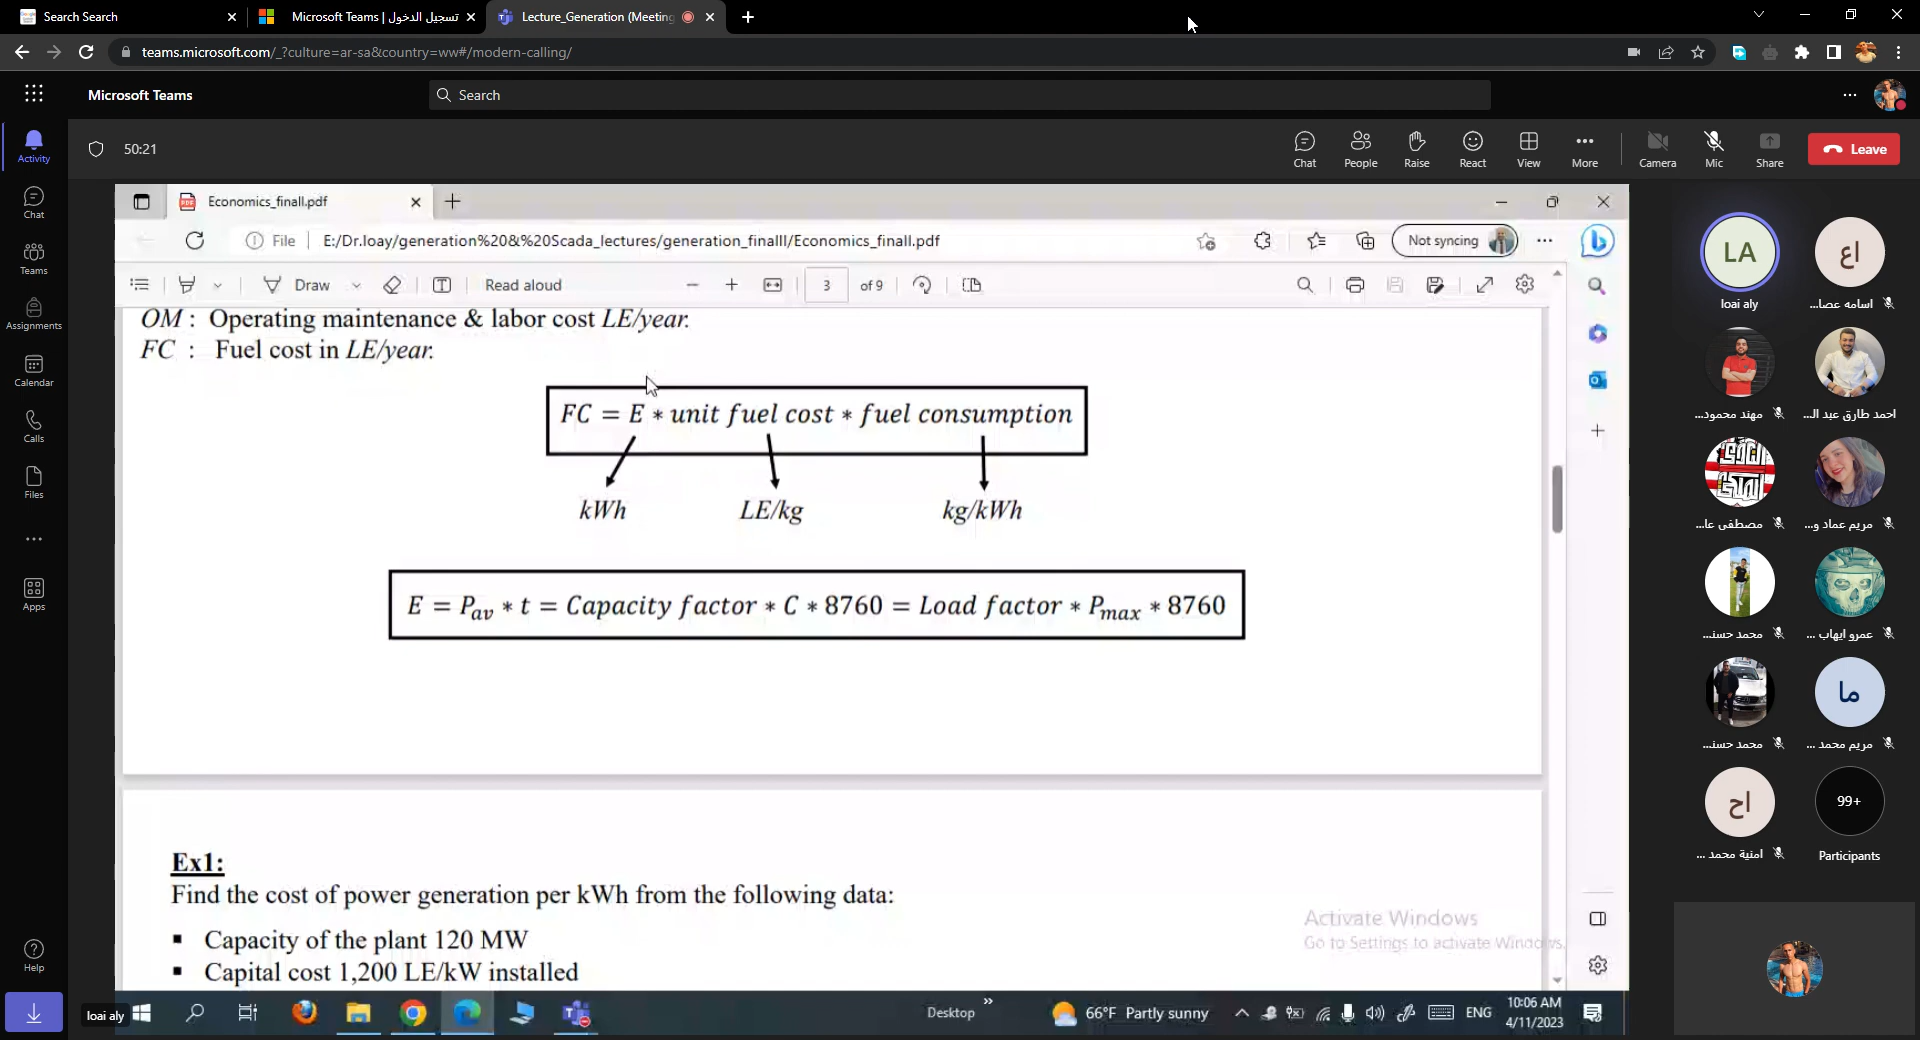 Search Search
Microsoft Teams | تسجيل الدخول
Lecture_Generation (Meeting
teams.microsoft.com/_?culture=ar-sa&country=ww#/modern-calling/
Microsoft Teams
Search
50:21
Chat
People
Raise
React
View
More
Camera
Mic
Share
Leave
Activity
Chat
Teams
Assignments
Calendar
Calls
Files
Apps
Help
Economics_finall.pdf
File
E:/Dr.loay/generation%20&%20Scada_lectures/generation_finalll/Economics_finall.pdf
Not syncing
Draw
Read aloud
3 of 9
OM : Operating maintenance & labor cost LE/year.
FC : Fuel cost in LE/year.
FC = E * unit fuel cost * fuel consumption
kWh LE/kg kg/kWh
E = Pav * t = Capacity factor * C * 8760 = Load factor * Pmax * 8760
Ex1:
Find the cost of power generation per kWh from the following data:
▪ Capacity of the plant 120 MW
▪ Capital cost 1,200 LE/kW installed
Activate Windows
Go to Settings to activate Windows.
LA
اع
loai aly
اسامه عصا...
مهند محمود...
احمد طارق عبد الـ...
مصطفى عا...
مريم عماد و...
محمد حسنـ...
عمرو ايهاب ...
ما
محمد حسنـ...
مريم محمد ...
اح
99+
امنية محمد ...
Participants
loai aly
Desktop
66°F Partly sunny
ENG
10:06 AM
4/11/2023